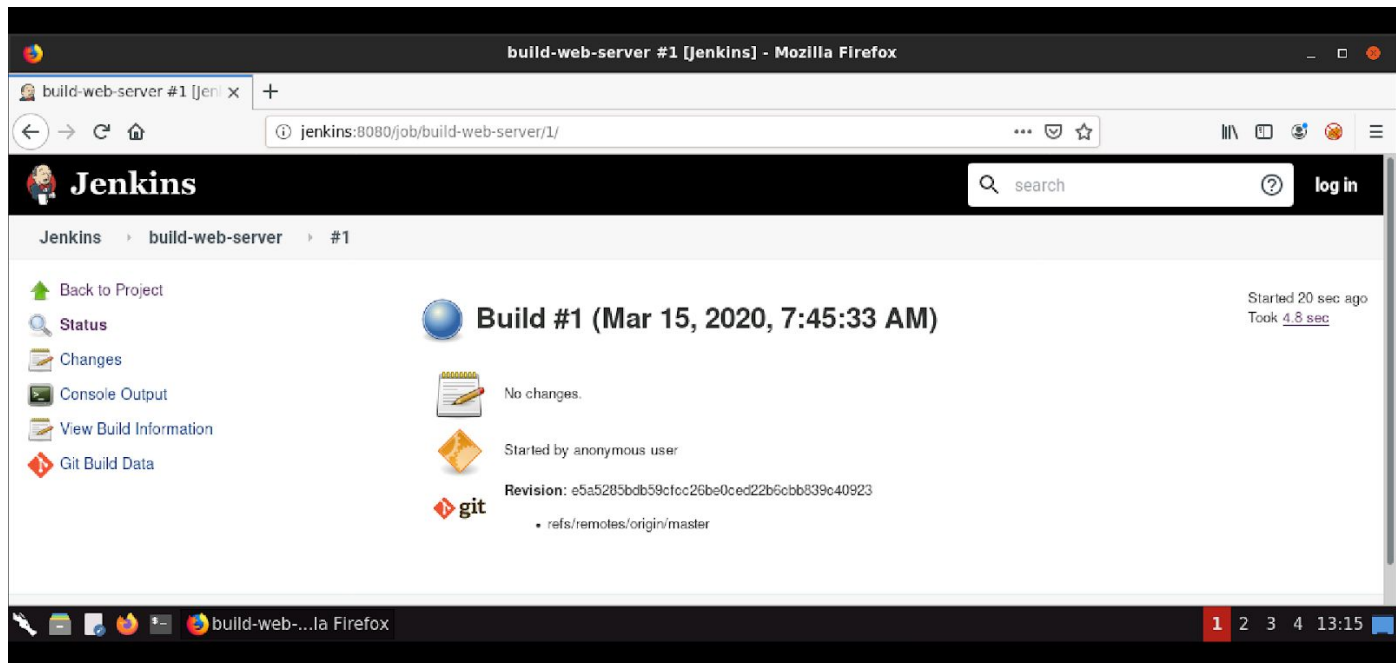 build-web-server #1 [Jenkins] - Mozilla Firefox
build-web-server #1 [Jen
jenkins:8080/job/build-web-server/1/
Jenkins
search
log in
Jenkins
build-web-server
#1
Back to Project
Status
Changes
Console Output
View Build Information
Git Build Data
Build #1 (Mar 15, 2020, 7:45:33 AM)
Started 20 sec ago
Took 4.8 sec
No changes.
Started by anonymous user
git
Revision: e5a5285bdb59cfcc26be0ced22b6cbb839c40923
• refs/remotes/origin/master
build-web-...la Firefox
1 2 3 4 13:15